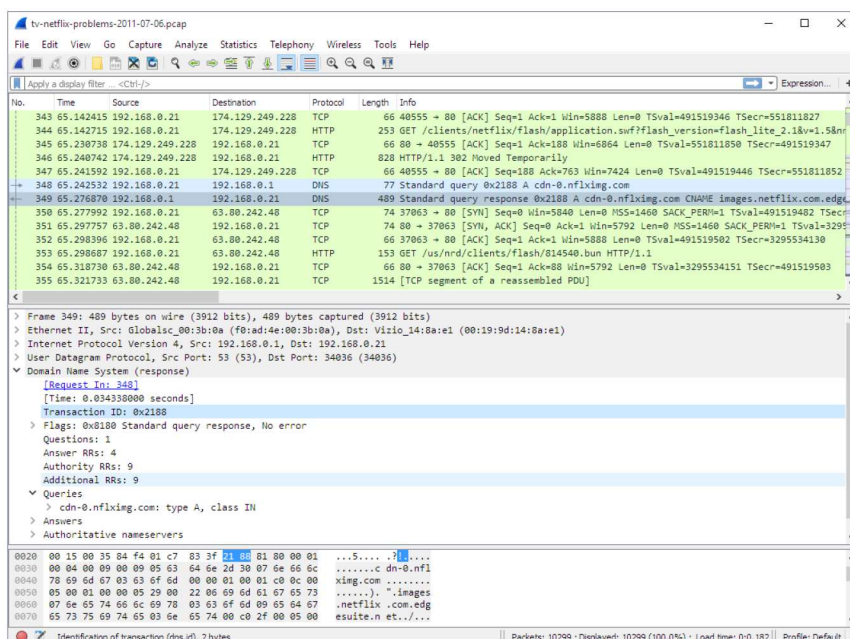 tv-netflix-problems-2011-07-06.pcap
File Edit View Go Capture Analyze Statistics Telephony Wireless Tools Help
Apply a display filter ... <Ctrl-/> Expression... +
No. Time Source Destination Protocol Length Info
343 65.142415 192.168.0.21 174.129.249.228 TCP 66 40555 → 80 [ACK] Seq=1 Ack=1 Win=5888 Len=0 TSval=491519346 TSecr=551811827
344 65.142715 192.168.0.21 174.129.249.228 HTTP 253 GET /clients/netflix/flash/application.swf?flash_version=flash_lite_2.1&v=1.5&nr
345 65.230738 174.129.249.228 192.168.0.21 TCP 66 80 → 40555 [ACK] Seq=1 Ack=188 Win=6864 Len=0 TSval=551811850 TSecr=491519347
346 65.240742 174.129.249.228 192.168.0.21 HTTP 828 HTTP/1.1 302 Moved Temporarily
347 65.241592 192.168.0.21 174.129.249.228 TCP 66 40555 → 80 [ACK] Seq=188 Ack=763 Win=7424 Len=0 TSval=491519446 TSecr=551811852
348 65.242532 192.168.0.21 192.168.0.1 DNS 77 Standard query 0x2188 A cdn-0.nflximg.com
349 65.276870 192.168.0.1 192.168.0.21 DNS 489 Standard query response 0x2188 A cdn-0.nflximg.com CNAME images.netflix.com.edge
350 65.277992 192.168.0.21 63.80.242.48 TCP 74 37063 → 80 [SYN] Seq=0 Win=5840 Len=0 MSS=1460 SACK_PERM=1 TSval=491519482 TSecr
351 65.297757 63.80.242.48 192.168.0.21 TCP 74 80 → 37063 [SYN, ACK] Seq=0 Ack=1 Win=5792 Len=0 MSS=1460 SACK_PERM=1 TSval=3295
352 65.298396 192.168.0.21 63.80.242.48 TCP 66 37063 → 80 [ACK] Seq=1 Ack=1 Win=5888 Len=0 TSval=491519502 TSecr=3295534130
353 65.298687 192.168.0.21 63.80.242.48 HTTP 153 GET /us/nrd/clients/flash/814540.bun HTTP/1.1
354 65.318730 63.80.242.48 192.168.0.21 TCP 66 80 → 37063 [ACK] Seq=1 Ack=88 Win=5792 Len=0 TSval=3295534151 TSecr=491519503
355 65.321733 63.80.242.48 192.168.0.21 TCP 1514 [TCP segment of a reassembled PDU]
> Frame 349: 489 bytes on wire (3912 bits), 489 bytes captured (3912 bits)
> Ethernet II, Src: Globalsc_00:3b:0a (f0:ad:4e:00:3b:0a), Dst: Vizio_14:8a:e1 (00:19:9d:14:8a:e1)
> Internet Protocol Version 4, Src: 192.168.0.1, Dst: 192.168.0.21
> User Datagram Protocol, Src Port: 53 (53), Dst Port: 34036 (34036)
Domain Name System (response)
[Request In: 348]
[Time: 0.034338000 seconds]
Transaction ID: 0x2188
> Flags: 0x8180 Standard query response, No error
Questions: 1
Answer RRs: 4
Authority RRs: 9
Additional RRs: 9
Queries
> cdn-0.nflximg.com: type A, class IN
> Answers
> Authoritative nameservers
0020 00 15 00 35 84 f4 01 c7 83 3f 21 88 81 80 00 01 ...5.... .?!.....
0030 00 04 00 09 00 09 05 63 64 6e 2d 30 07 6e 66 6c .......c dn-0.nfl
0040 78 69 6d 67 03 63 6f 6d 00 00 01 00 01 c0 0c 00 ximg.com ........
0050 05 00 01 00 00 05 29 00 22 06 69 6d 61 67 65 73 ......). ".images
0060 07 6e 65 74 66 6c 69 78 03 63 6f 6d 09 65 64 67 .netflix .com.edg
0070 65 73 75 69 74 65 03 6e 65 74 00 c0 2f 00 05 00 esuite.n et../...
Identification of transaction (dns.id), 2 bytes Packets: 10299 · Displayed: 10299 (100.0%) · Load time: 0:0.182 Profile: Default